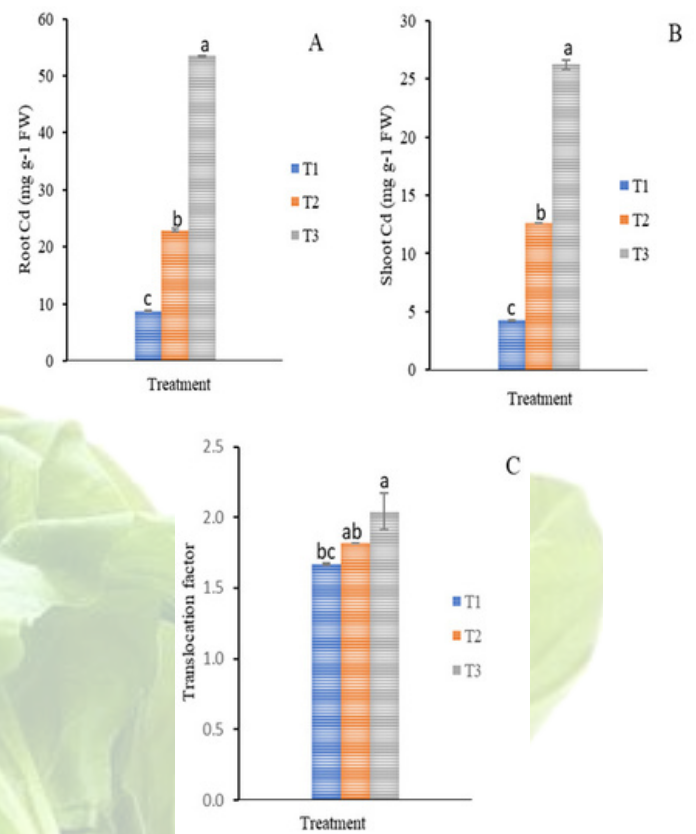 60
50
40
30
20
10
0
Root Cd (mg g-1 FW)
A
a
b
c
T1
T2
T3
Treatment
30
25
20
15
10
5
0
Shoot Cd (mg g-1 FW)
B
a
b
c
T1
T2
T3
Treatment
2.5
2.0
1.5
1.0
0.5
0.0
Translocation factor
C
a
ab
bc
T1
T2
T3
Treatment